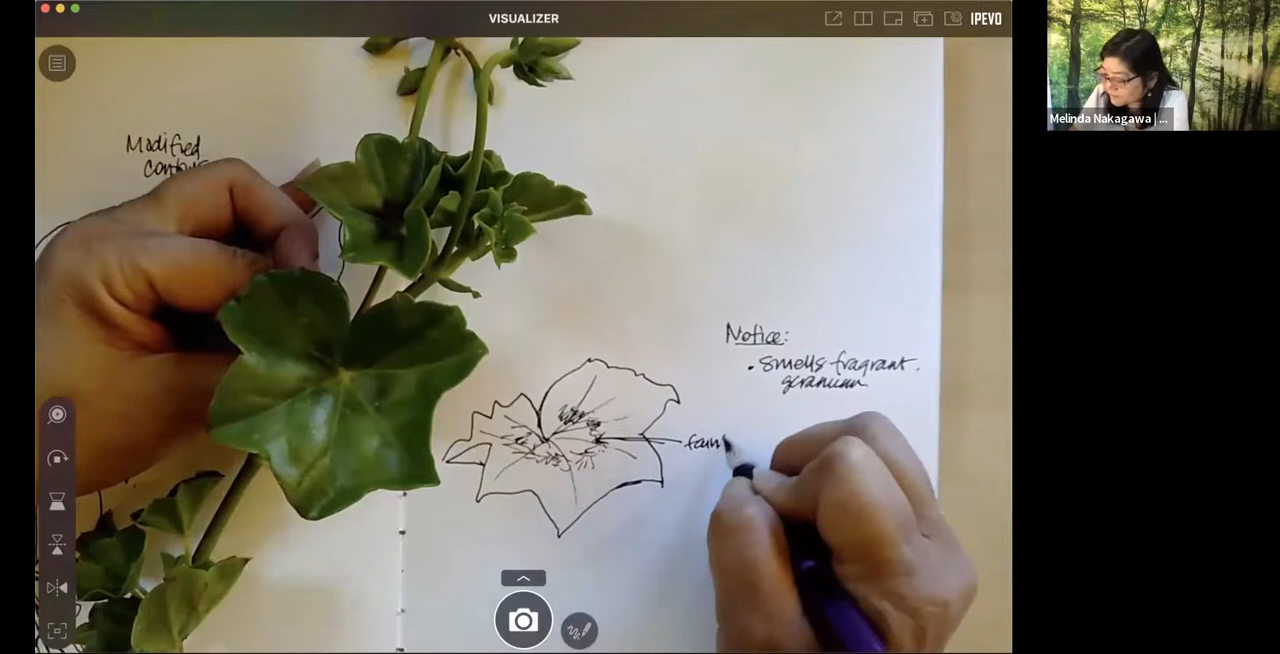 VISUALIZER
IPEVO
Melinda Nakagawa | ...
Modified
Notice:
• smells fragrant.
geranium